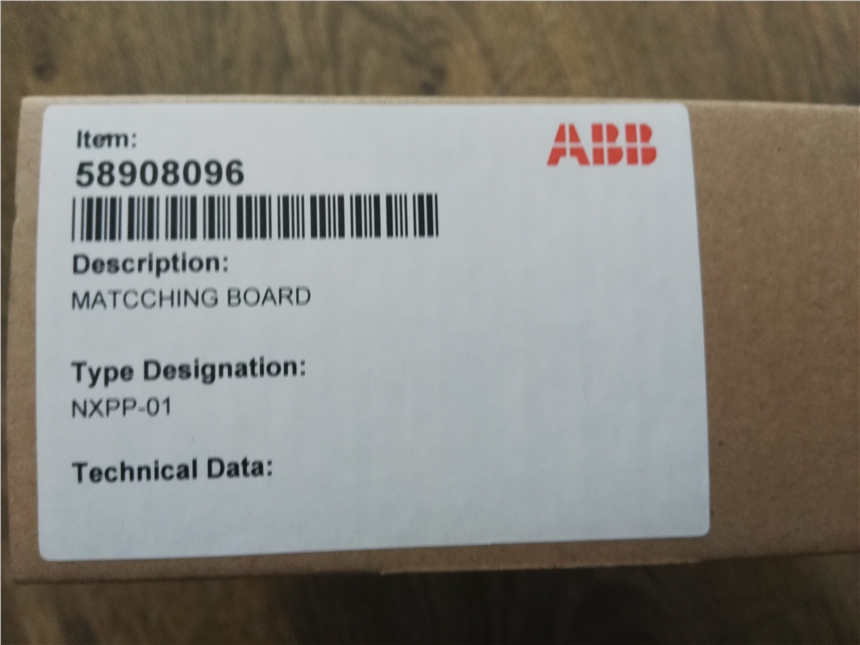 Item:
ABB
58908096
Description:
MATCCHING BOARD
Type Designation:
NXPP-01
Technical Data: